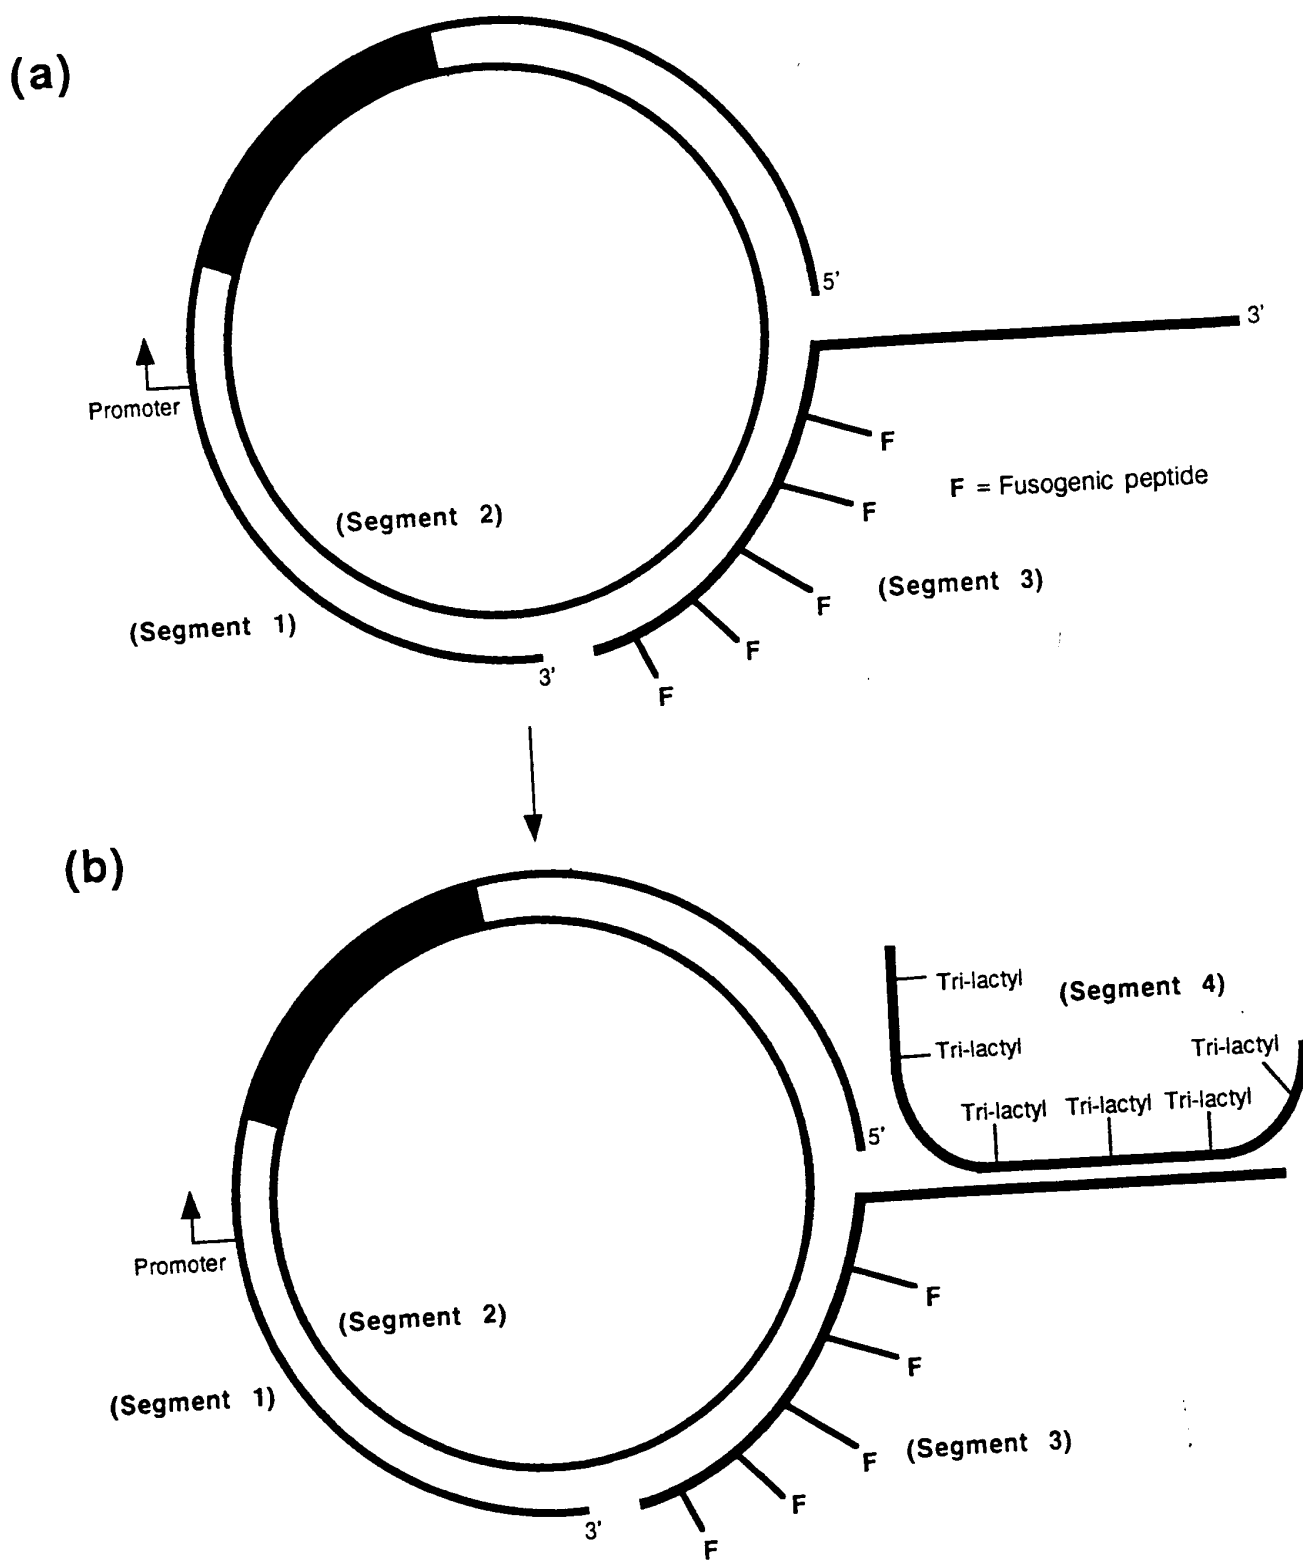 (a)
5'
3'
Promoter
F
F = Fusogenic peptide
F
(Segment 2)
(Segment 3)
F
(Segment 1)
F
3'
F
(b)
Tri-lactyl
(Segment 4)
Tri-lactyl
Tri-lactyl
Tri-lactyl Tri-lactyl Tri-lactyl
5'
Promoter
F
(Segment 2)
F
(Segment 1)
F
(Segment 3)
F
3'
F